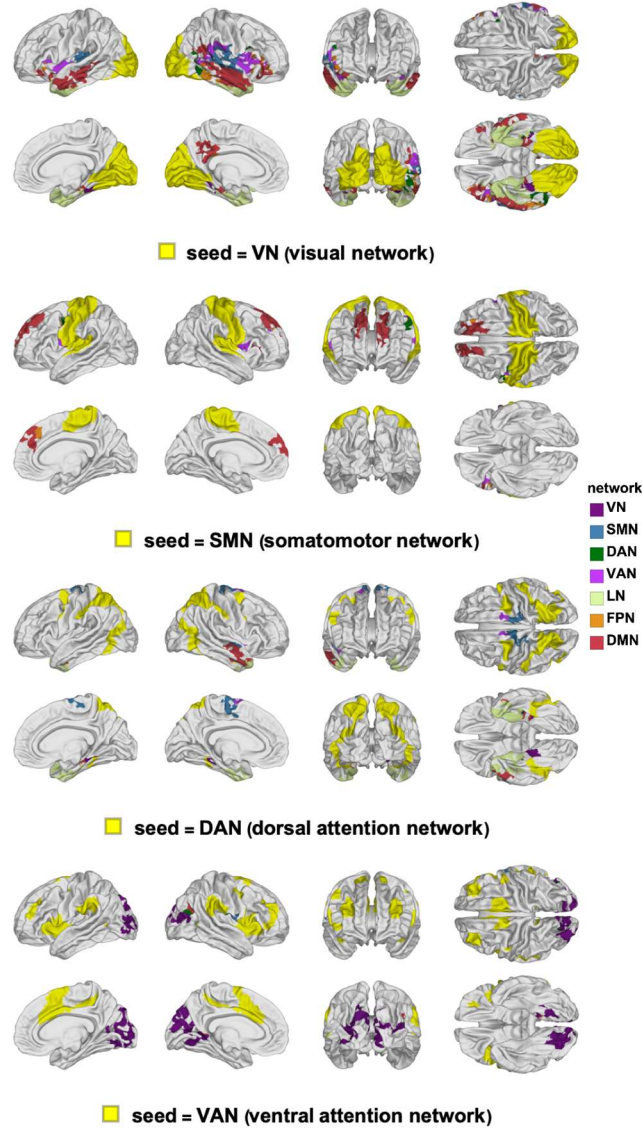 seed = VN (visual network)
seed = SMN (somatomotor network)
network
VN
SMN
DAN
VAN
LN
FPN
DMN
seed = DAN (dorsal attention network)
seed = VAN (ventral attention network)